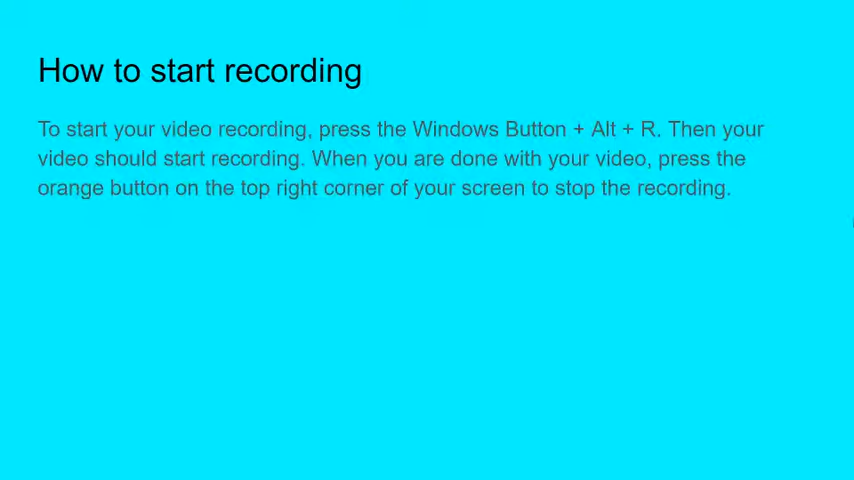 How to start recording
To start your video recording, press the Windows Button + Alt + R. Then your
video should start recording. When you are done with your video, press the
orange button on the top right corner of your screen to stop the recording.